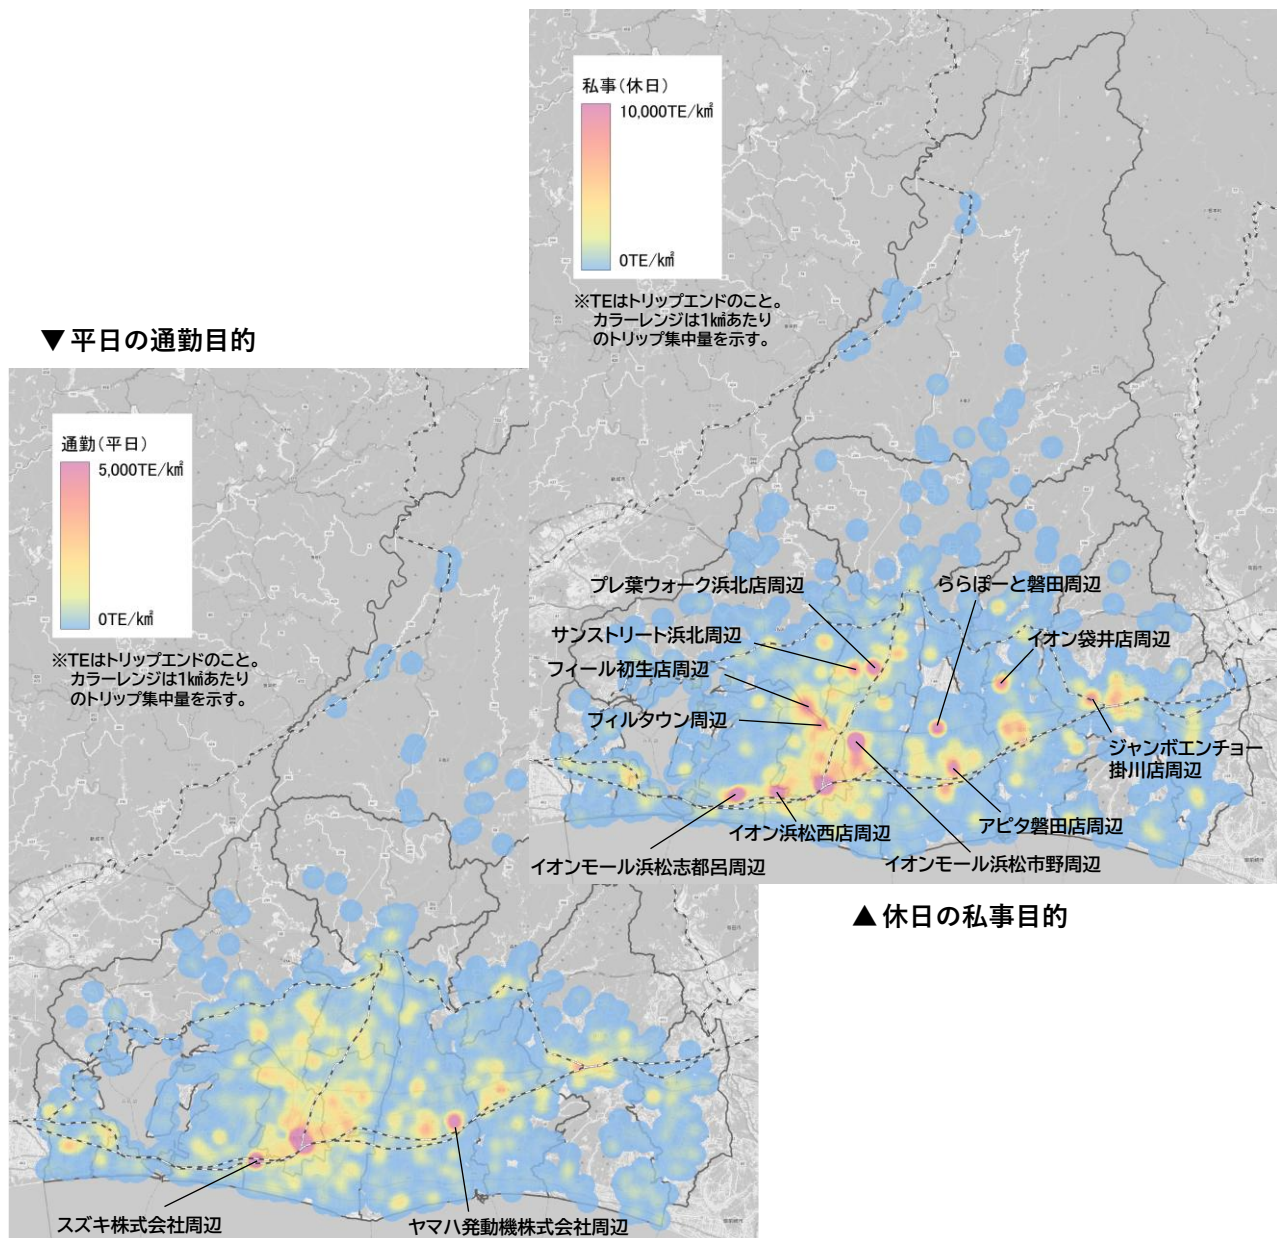 私事(休日)
10,000TE/k㎡
0TE/k㎡
※TEはトリップエンドのこと。
カラーレンジは1k㎡あたり
のトリップ集中量を示す。
▼平日の通勤目的
通勤(平日)
5,000TE/k㎡
0TE/k㎡
※TEはトリップエンドのこと。
カラーレンジは1k㎡あたり
のトリップ集中量を示す。
プレ葉ウォーク浜北店周辺
ららぽーと磐田周辺
サンストリート浜北周辺
イオン袋井店周辺
フィール初生店周辺
フィルタウン周辺
ジャンボエンチョー
掛川店周辺
イオン浜松西店周辺
アピタ磐田店周辺
イオンモール浜松志都呂周辺
イオンモール浜松市野周辺
▲休日の私事目的
スズキ株式会社周辺
ヤマハ発動機株式会社周辺